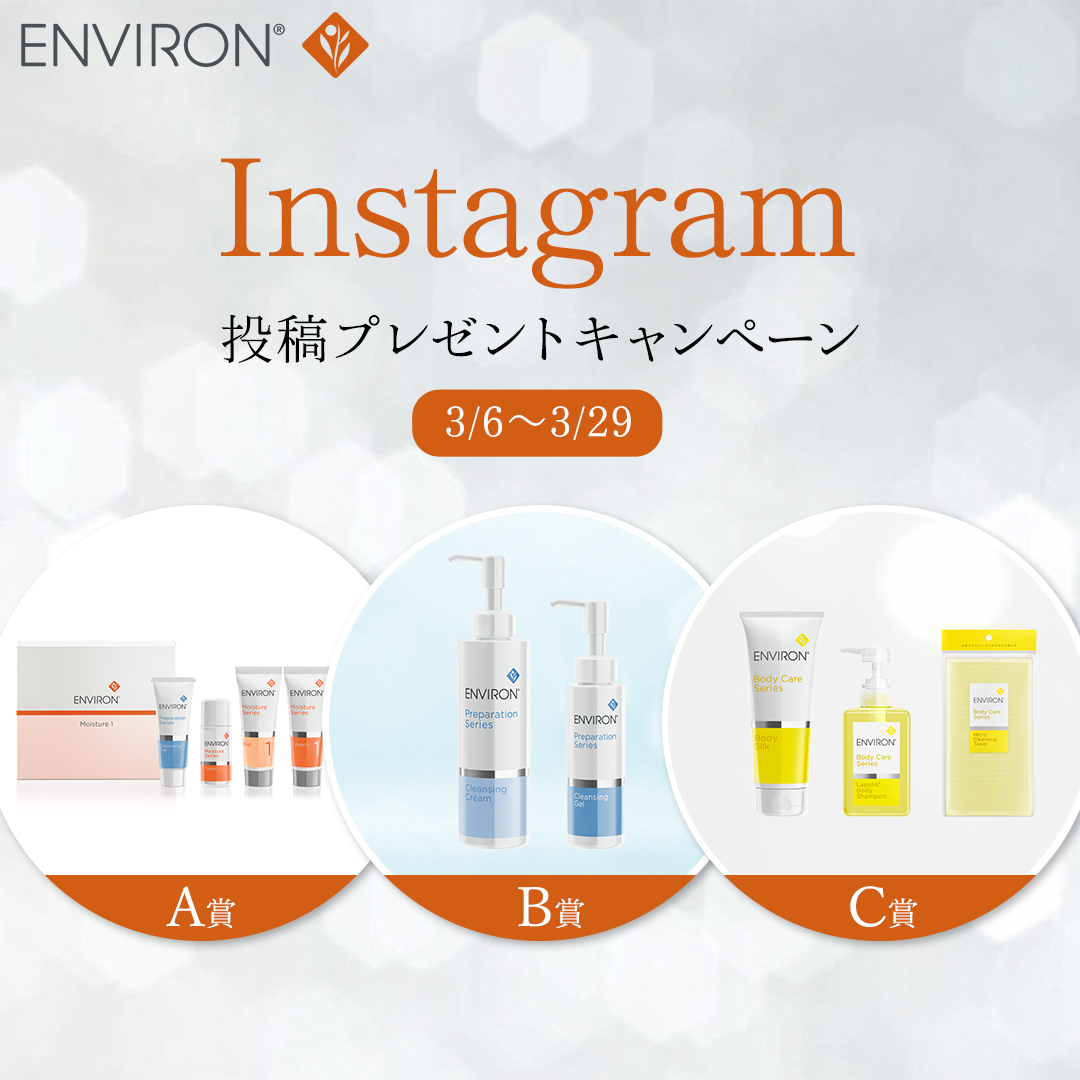 ENVIRON®
Instagram
投稿プレゼントキャンペーン
3/6～3/29
ENVIRON®
Moisture 1
Preparation
Series
Cleansing
Gel
ENVIRON®
Moisture
Series
Moisture
Series
Gel 1
Moisture
Series
Cream 1
A賞
ENVIRON®
Preparation
Series
Cleansing
Cream
ENVIRON®
Preparation
Series
Cleansing
Gel
B賞
ENVIRON®
Body Care
Series
Body
Silk
ENVIRON®
Body Care
Series
Body
Shampoo
ENVIRON®
Body Care
Series
Micro
Cleansing
Towel
C賞